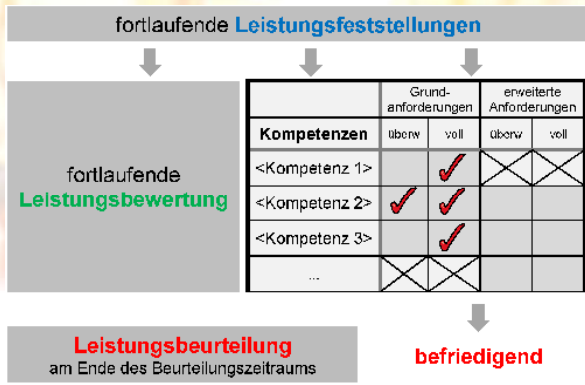 fortlaufende Leistungsfeststellungen
fortlaufende
Leistungsbewertung
Grund-
anforderungen
erweiterte
Anforderungen
Kompetenzen
überw
voll
überw
voll
<Kompetenz 1>
<Kompetenz 2>
<Kompetenz 3>
...
Leistungsbeurteilung
am Ende des Beurteilungszeitraums
befriedigend